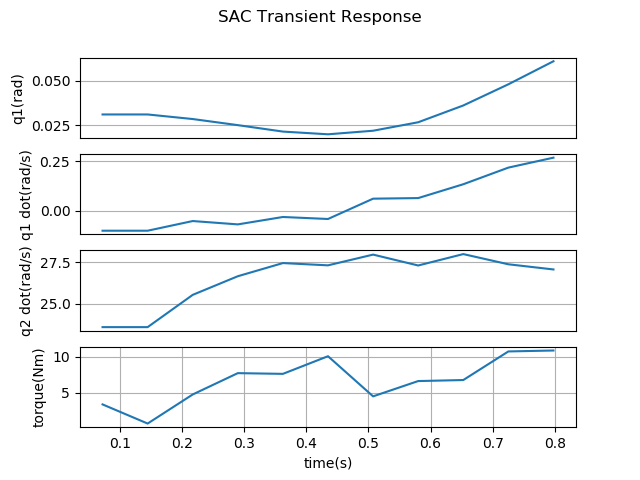 SAC Transient Response
q1(rad)
0.050
0.025
q1 dot(rad/s)
0.25
0.00
q2 dot(rad/s)
27.5
25.0
torque(Nm)
10
5
0.1 0.2 0.3 0.4 0.5 0.6 0.7 0.8
time(s)